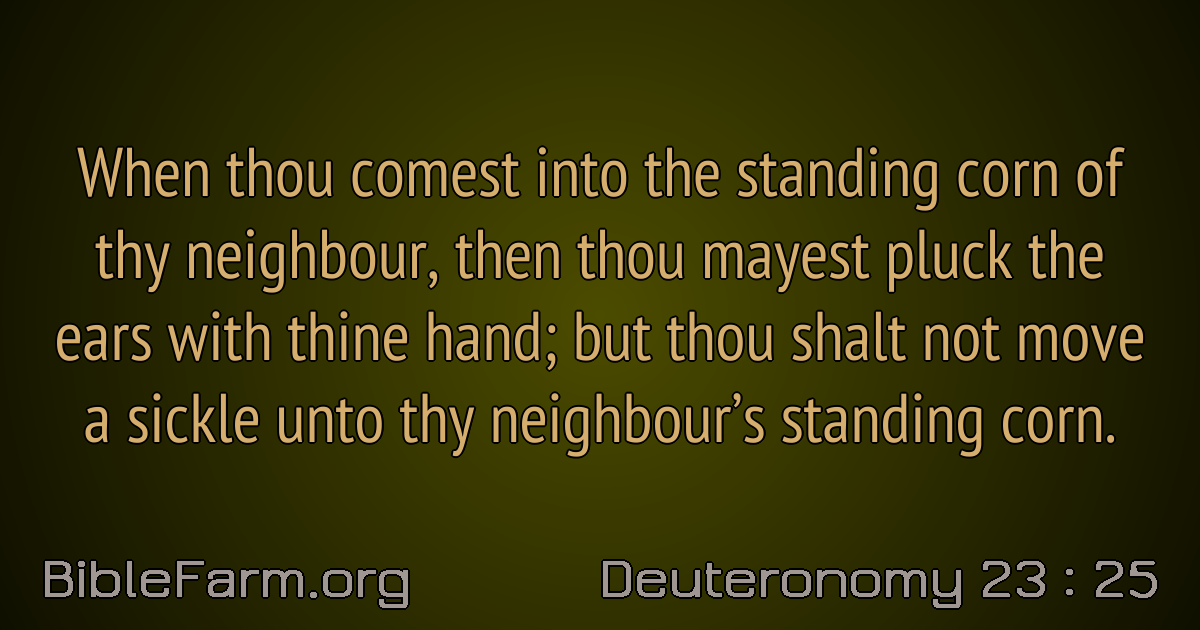 When thou comest into the standing corn of
thy neighbour, then thou mayest pluck the
ears with thine hand; but thou shalt not move
a sickle unto thy neighbour’s standing corn.
BibleFarm.org
Deuteronomy 23 : 25